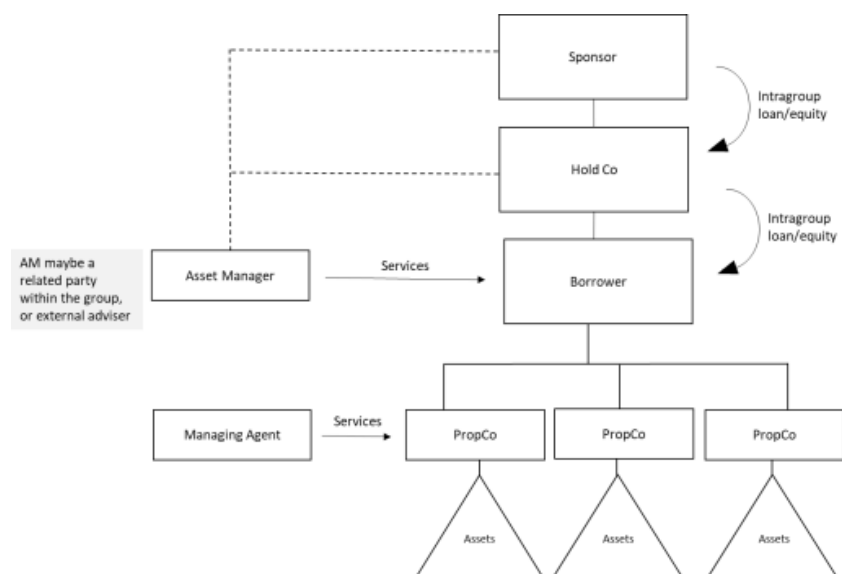 Sponsor
Intragroup
loan/equity
Hold Co
Intragroup
loan/equity
AM maybe a
related party
within the group,
or external adviser
Asset Manager
Services
Borrower
Managing Agent
Services
PropCo
PropCo
PropCo
Assets
Assets
Assets